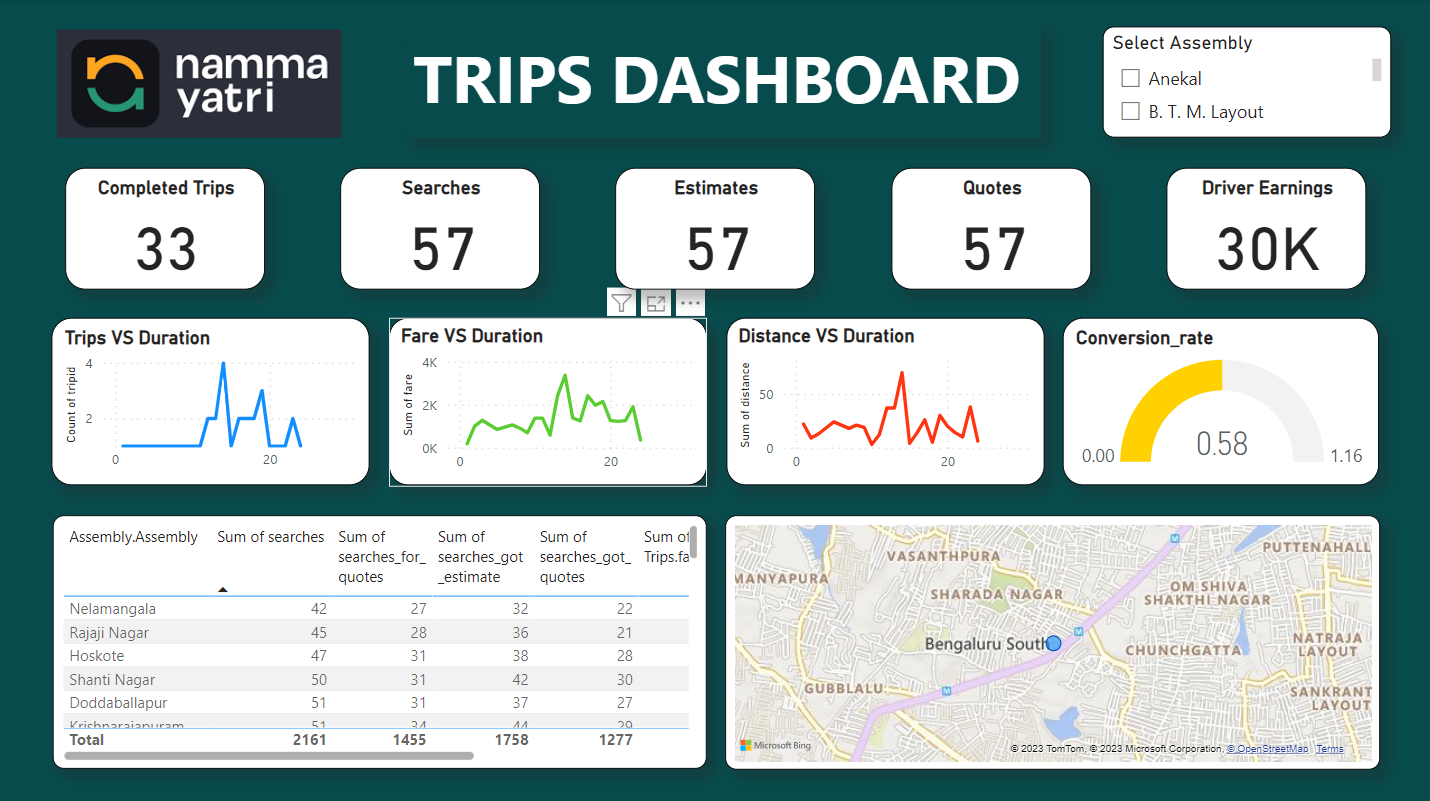 namma
yatri
TRIPS DASHBOARD
Select Assembly
Anekal
B. T. M. Layout
Completed Trips
33
Searches
57
Estimates
57
Quotes
57
Driver Earnings
30K
Trips VS Duration
Count of tripid
4
2
0 20
Fare VS Duration
Sum of fare
4K
2K
0K
0 20
Distance VS Duration
Sum of distance
50
0
0 20
Conversion_rate
0.58
0.00 1.16
Assembly.Assembly Sum of searches Sum of Sum of Sum of Sum of
searches_for_ searches_got searches_got_ Trips.fa
quotes _estimate quotes
Nelamangala 42 27 32 22
Rajaji Nagar 45 28 36 21
Hoskote 47 31 38 28
Shanti Nagar 50 31 42 30
Doddaballapur 51 31 37 27
Krishnarajapuram 51 34 44 29
Total 2161 1455 1758 1277
VASANTHPURA
PUTTENAHALL
MANYAPURA
SHARADA NAGAR
OM SHIVA
SHAKTHI NAGAR
Bengaluru South
CHUNCHGATTA
NATRAJA
LAYOUT
GUBBLALU
SANKRANT
LAYOUT
M
M
M
Microsoft Bing
© 2023 TomTom, © 2023 Microsoft Corporation, © OpenStreetMap Terms